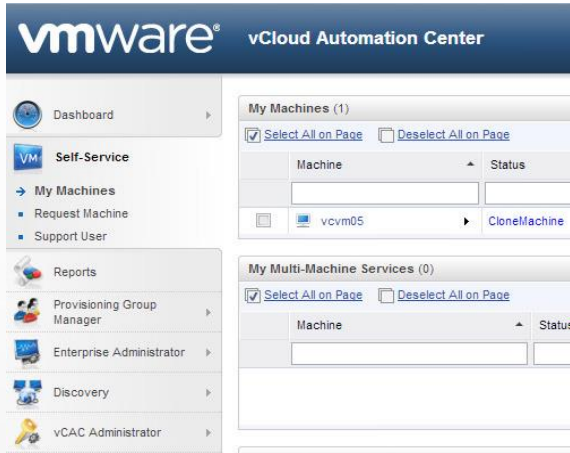 vmware® vCloud Automation Center
Dashboard
VM Self-Service
My Machines
Request Machine
Support User
Reports
Provisioning Group
Manager
Enterprise Administrator
Discovery
vCAC Administrator
My Machines (1)
Select All on Page Deselect All on Page
Machine Status
vcvm05 CloneMachine
My Multi-Machine Services (0)
Select All on Page Deselect All on Page
Machine Status